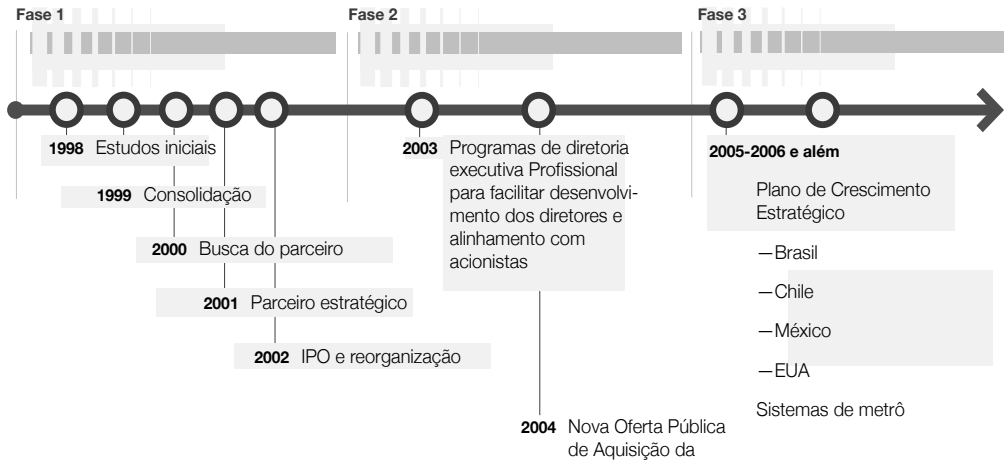 Fase 1
Fase 2
Fase 3
1998 Estudos iniciais
1999 Consolidação
2000 Busca do parceiro
2001 Parceiro estratégico
2002 IPO e reorganização
2003 Programas de diretoria
executiva Profissional
para facilitar desenvolvi-
mento dos diretores e
alinhamento com
acionistas
2004 Nova Oferta Pública
de Aquisição da
2005-2006 e além
Plano de Crescimento
Estratégico
—Brasil
—Chile
—México
—EUA
Sistemas de metrô